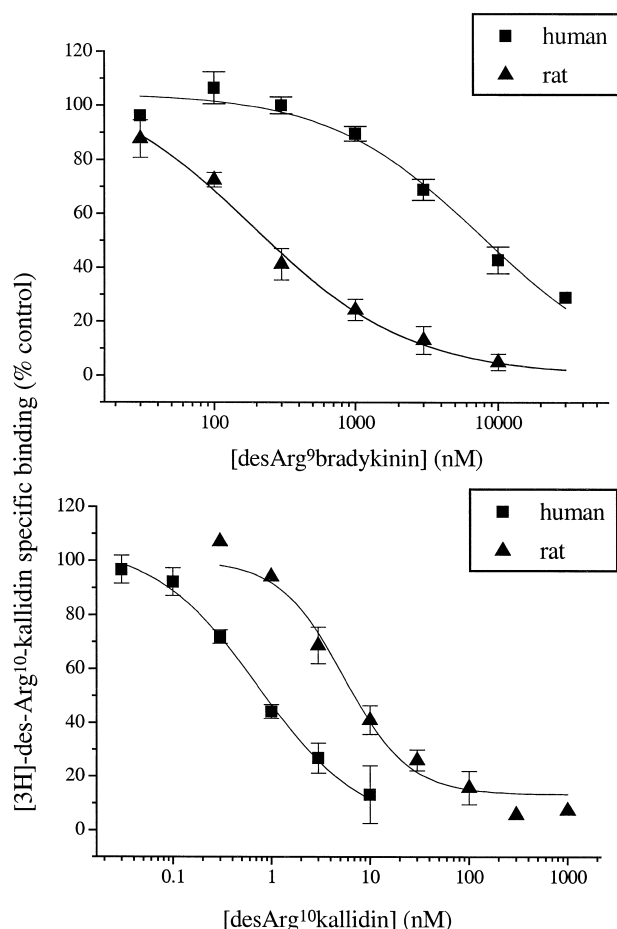 human
rat
120
100
80
60
40
20
0
100 1000 10000
[desArg⁹bradykinin] (nM)
[3H]-des-Arg¹⁰-kallidin specific binding (% control)
human
rat
120
100
80
60
40
20
0
0.1 1 10 100 1000
[desArg¹⁰kallidin] (nM)